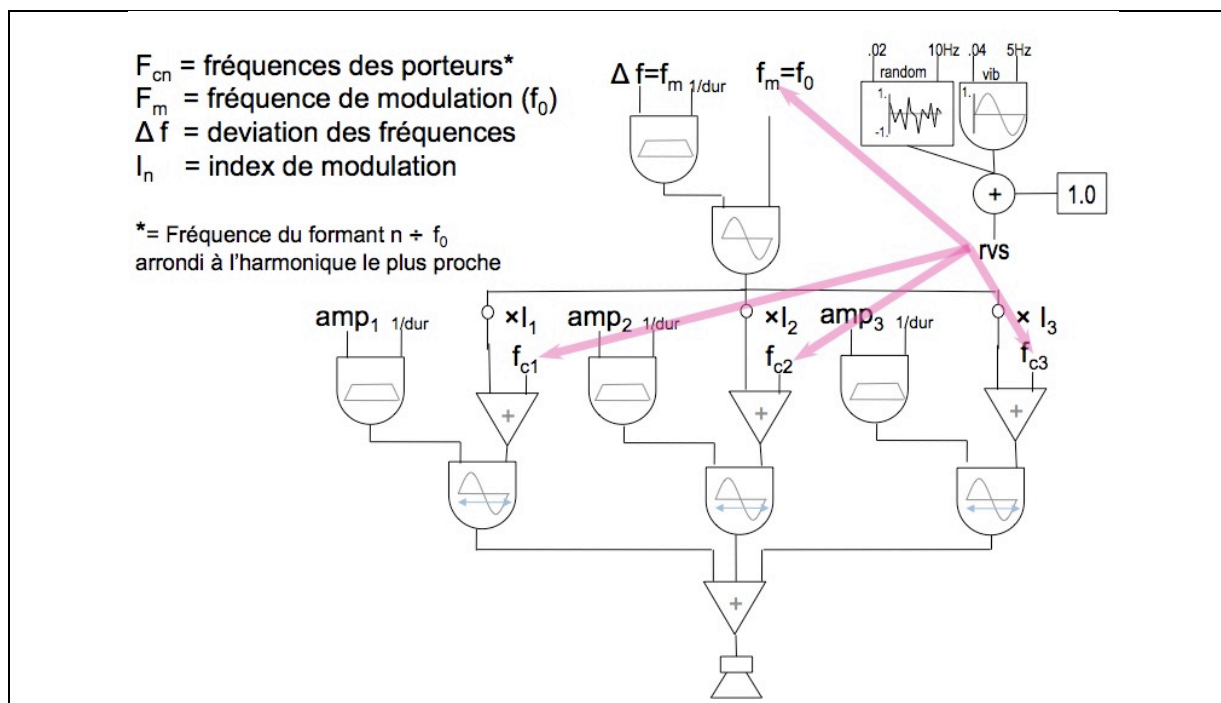 F_cn = fréquences des porteurs*
F_m = fréquence de modulation (f_0)
Δ f = deviation des fréquences
I_n = index de modulation
*= Fréquence du formant n ÷ f_0
arrondi à l'harmonique le plus proche
Δ f=f_m 1/dur
f_m=f_0
.02 10Hz .04 5Hz
random vib
1. 1.
-1.
+ 1.0
rvs
amp_1 1/dur ×I_1 amp_2 1/dur ×I_2 amp_3 1/dur × I_3
f_c1 f_c2 f_c3
+ + +
+